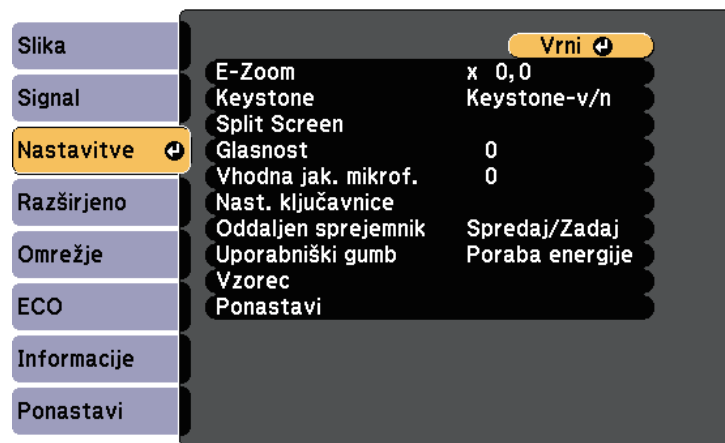 Slika
Signal
Nastavitve
Razširjeno
Omrežje
ECO
Informacije
Ponastavi
Vrni
E-Zoom x 0,0
Keystone Keystone-v/n
Split Screen
Glasnost 0
Vhodna jak. mikrof. 0
Nast. ključavnice
Oddaljen sprejemnik Spredaj/Zadaj
Uporabniški gumb Poraba energije
Vzorec
Ponastavi